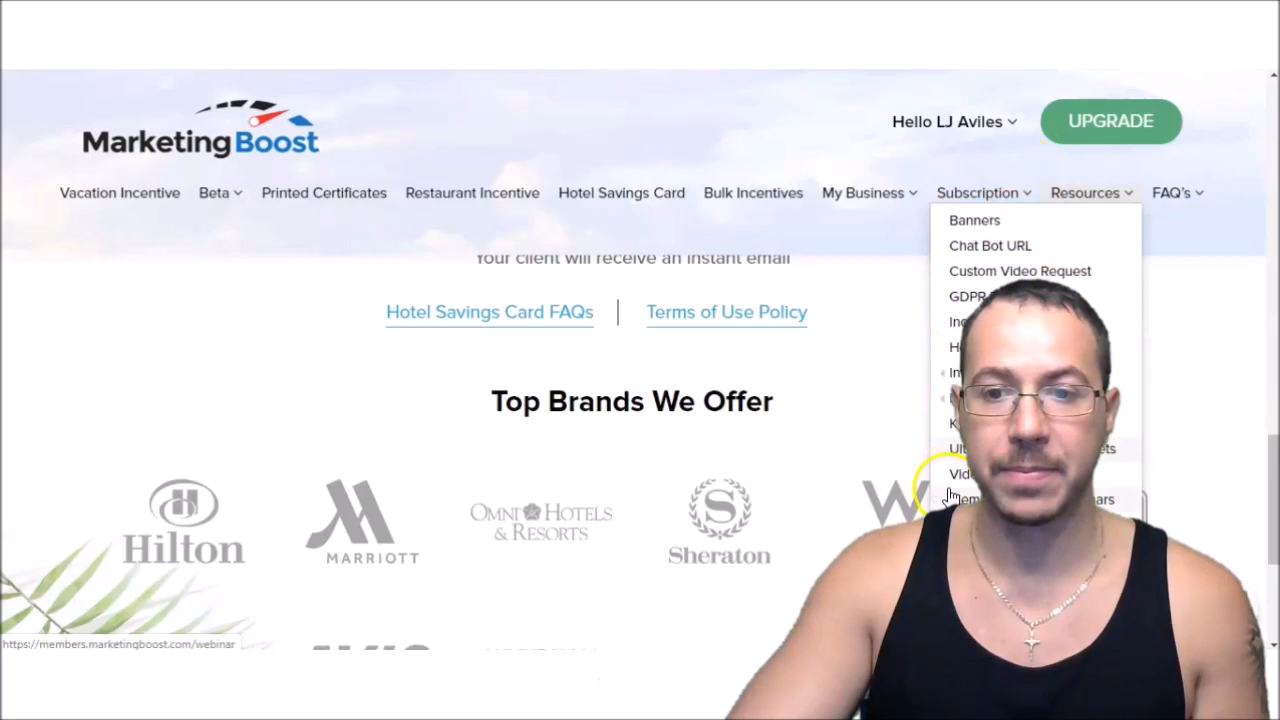 MarketingBoost
Hello LJ Aviles
UPGRADE
Vacation Incentive Beta Printed Certificates Restaurant Incentive Hotel Savings Card Bulk Incentives My Business Subscription Resources FAQ's
Banners
Chat Bot URL
Custom Video Request
GDPR
Your client will receive an instant email
Hotel Savings Card FAQs | Terms of Use Policy
Top Brands We Offer
Hilton
MARRIOTT
OMNI HOTELS
& RESORTS
S
Sheraton
W
https://members.marketingboost.com/webinar